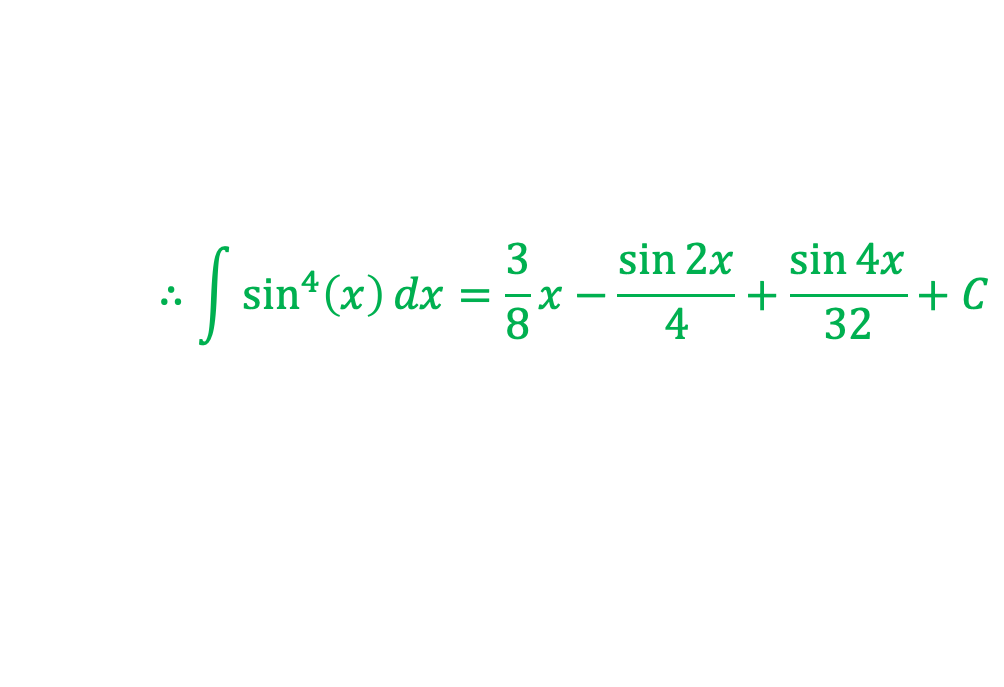 ∴ ∫ sin⁴(x) dx = 3/8 x − sin 2x/4 + sin 4x/32 + C